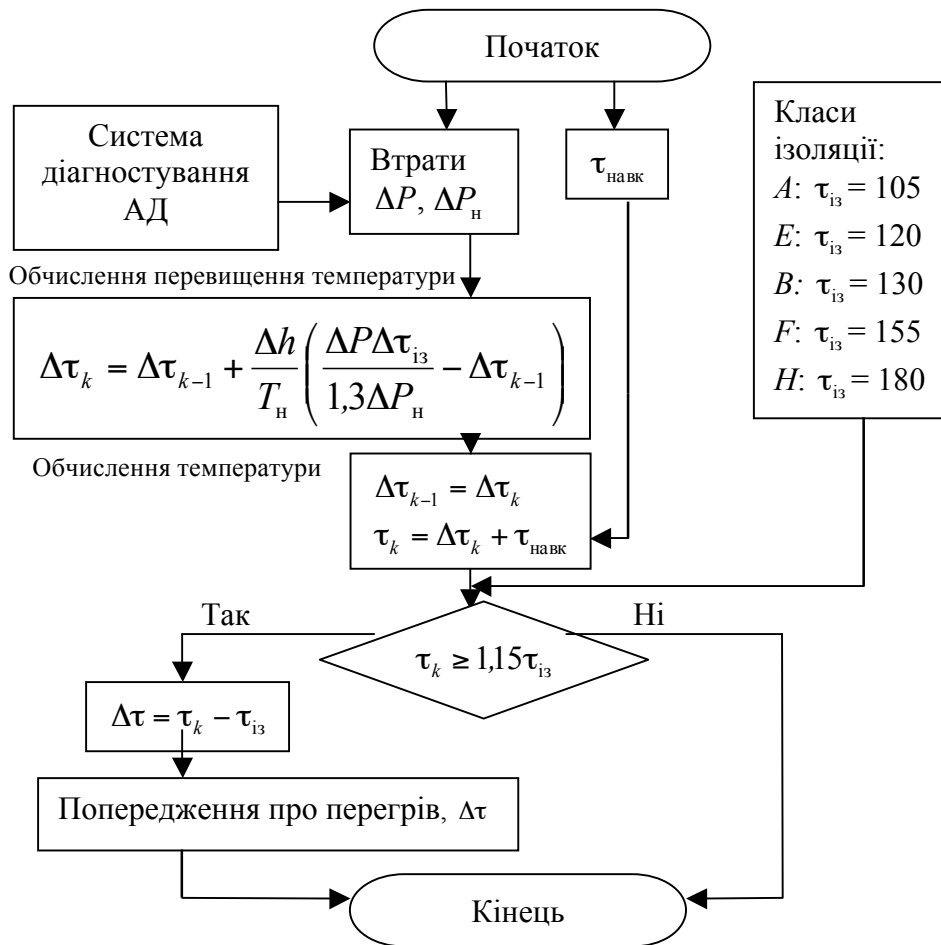 Початок
Система
діагностування
АД
Втрати
ΔP, ΔPн
τнавк
Класи
ізоляції:
A: τіз = 105
E: τіз = 120
B: τіз = 130
F: τіз = 155
H: τіз = 180
Обчислення перевищення температури
Δτk = Δτk−1 + Δh/Tн (ΔPΔτіз/1,3ΔPн − Δτk−1)
Обчислення температури
Δτk−1 = Δτk
τk = Δτk + τнавк
Так
Ні
τk ≥ 1,15τіз
Δτ = τk − τіз
Попередження про перегрів, Δτ
Кінець